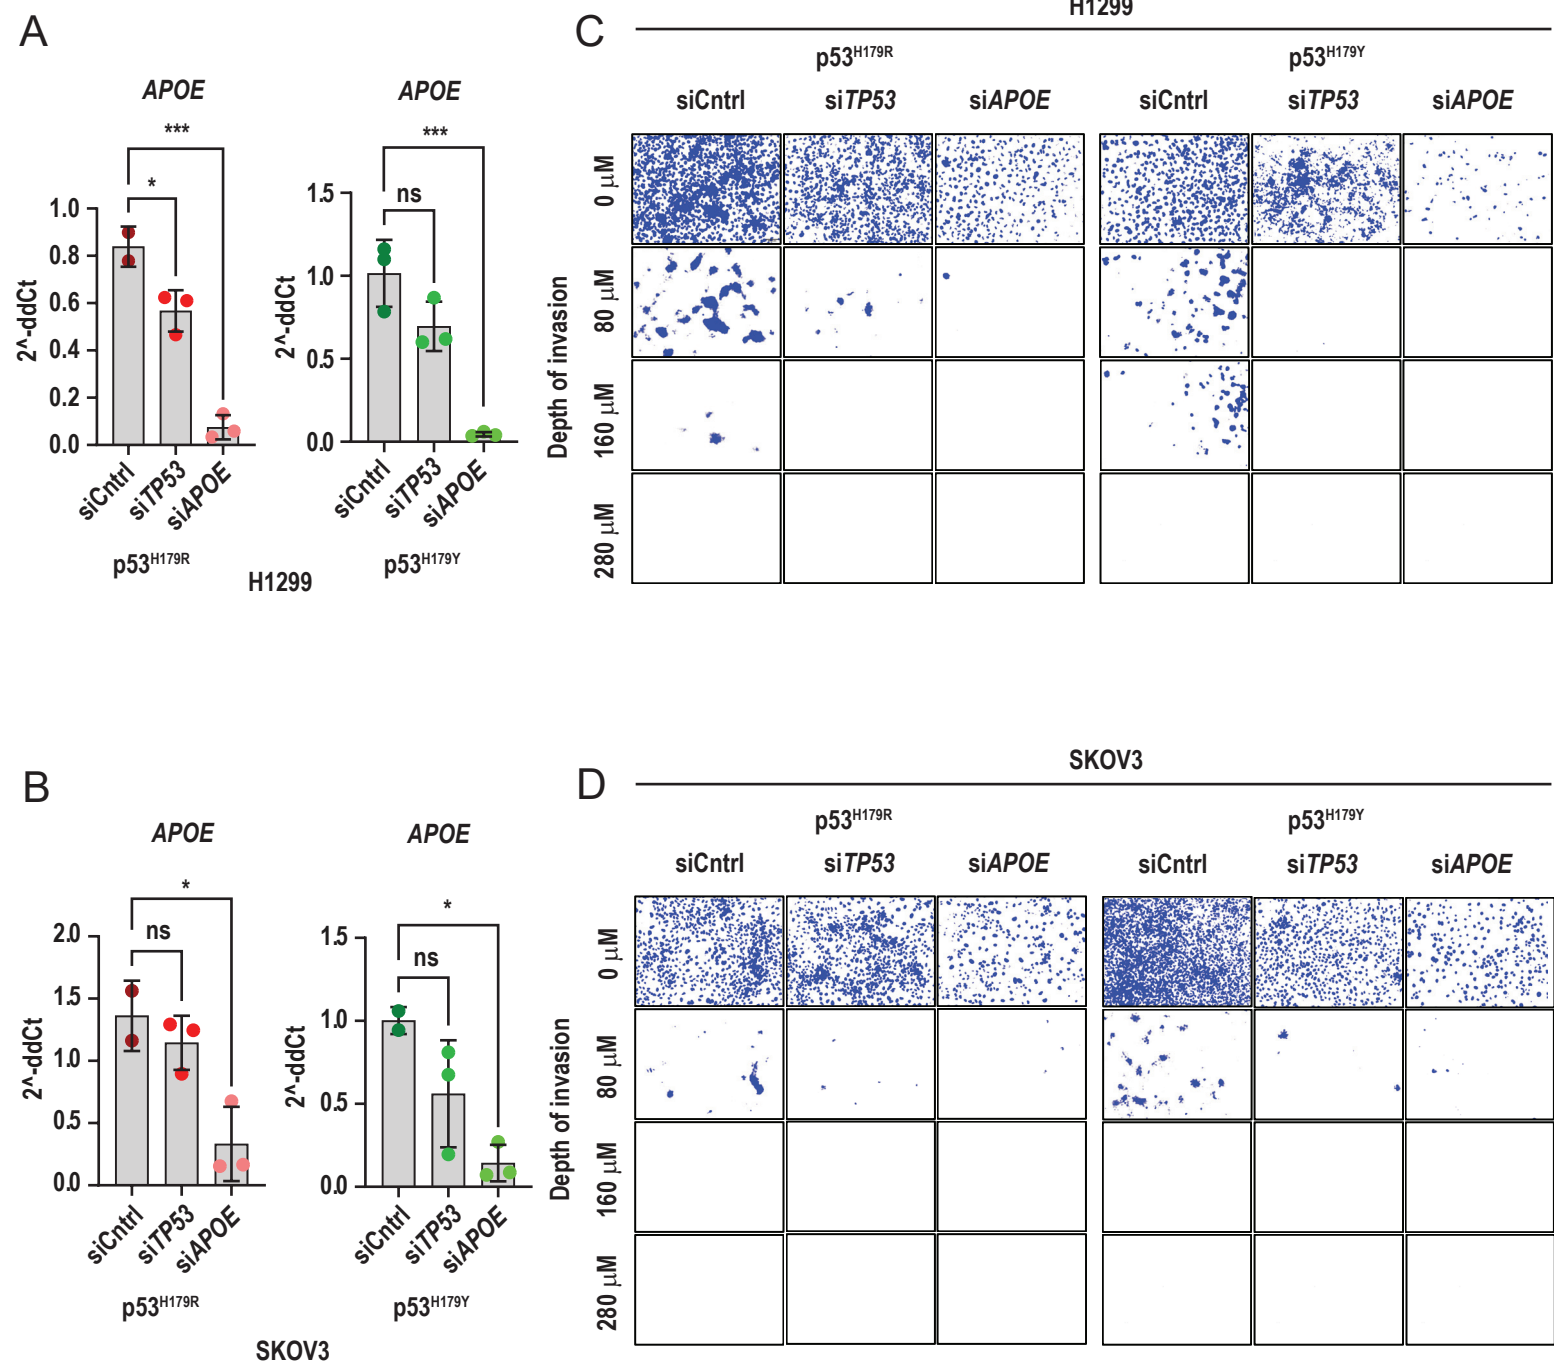 A
APOE
***
*
1.0
0.8
0.6
0.4
0.2
0.0
2^-ddCt
siCntrl
siTP53
siAPOE
p53H179R
APOE
***
ns
1.5
1.0
0.5
0.0
2^-ddCt
siCntrl
siTP53
siAPOE
p53H179Y
H1299
C
H1299
p53H179R
p53H179Y
siCntrl siTP53 siAPOE siCntrl siTP53 siAPOE
Depth of invasion
0 μM
80 μM
160 μM
280 μM
B
APOE
*
ns
2.0
1.5
1.0
0.5
0.0
2^-ddCt
siCntrl
siTP53
siAPOE
p53H179R
APOE
*
ns
1.5
1.0
0.5
0.0
2^-ddCt
siCntrl
siTP53
siAPOE
p53H179Y
SKOV3
D
SKOV3
p53H179R
p53H179Y
siCntrl siTP53 siAPOE siCntrl siTP53 siAPOE
Depth of invasion
0 μM
80 μM
160 μM
280 μM